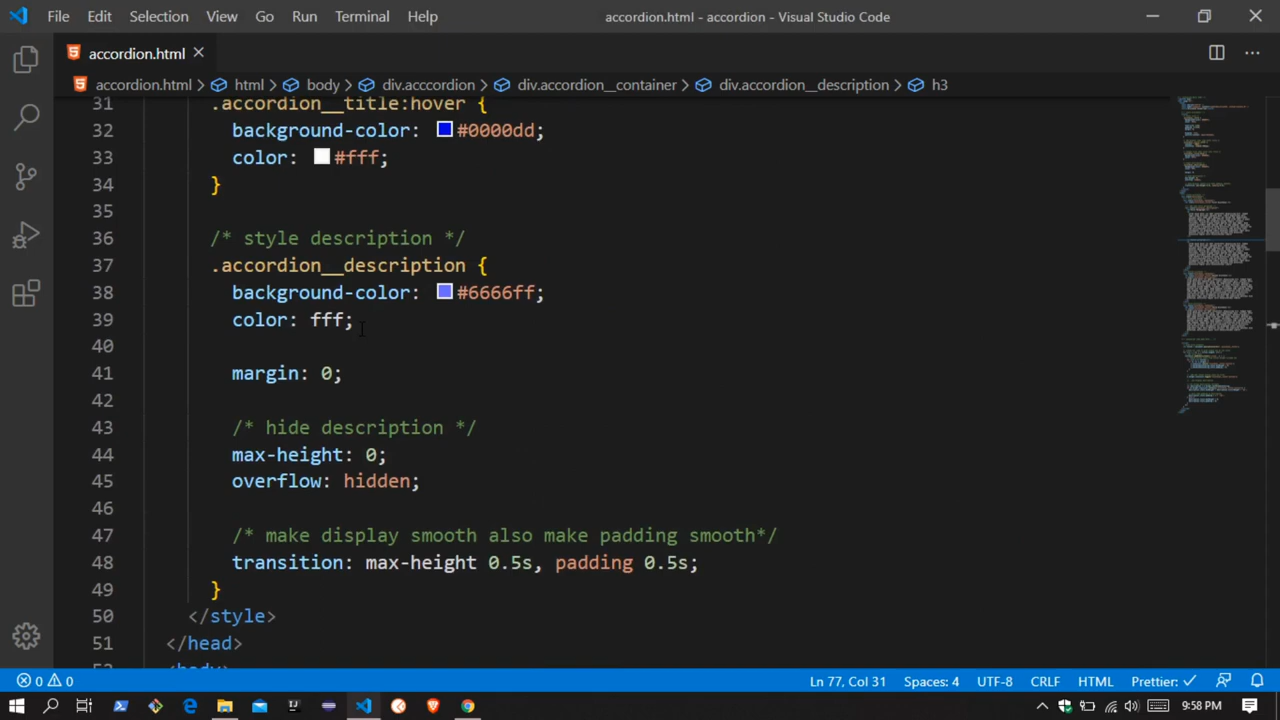 File Edit Selection View Go Run Terminal Help accordion.html - accordion - Visual Studio Code
accordion.html
accordion.html > html > body > div.acccordion > div.accordion__container > div.accordion__description > h3
31 .accordion__title:hover {
32 background-color: #0000dd;
33 color: #fff;
34 }
35
36 /* style description */
37 .accordion__description {
38 background-color: #6666ff;
39 color: fff;
40
41 margin: 0;
42
43 /* hide description */
44 max-height: 0;
45 overflow: hidden;
46
47 /* make display smooth also make padding smooth*/
48 transition: max-height 0.5s, padding 0.5s;
49 }
50 </style>
51 </head>
52 <body>
0 0 Ln 77, Col 31 Spaces: 4 UTF-8 CRLF HTML Prettier: ✓
9:58 PM